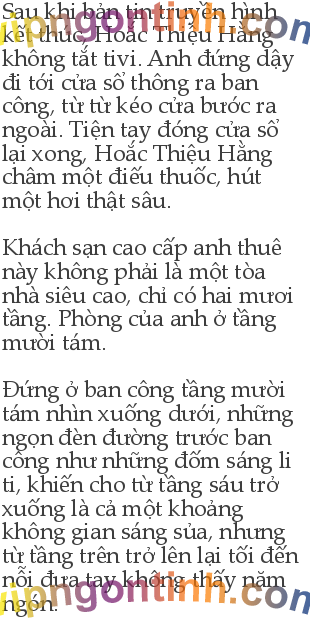 Sau khi bản tin truyền hình
kết thúc, Hoắc Thiệu Hằng
không tắt tivi. Anh đứng dậy
đi tới cửa sổ thông ra ban
công, từ từ kéo cửa bước ra
ngoài. Tiện tay đóng cửa sổ
lại xong, Hoắc Thiệu Hằng
châm một điếu thuốc, hút
một hơi thật sâu.
Khách sạn cao cấp anh thuê
này không phải là một tòa
nhà siêu cao, chỉ có hai mươi
tầng. Phòng của anh ở tầng
mười tám.
Đứng ở ban công tầng mười
tám nhìn xuống dưới, những
ngọn đèn đường trước ban
công như những đốm sáng li
ti, khiến cho từ tầng sáu trở
xuống là cả một khoảng
không gian sáng sủa, nhưng
từ tầng trên trở lên lại tối đến
nỗi đưa tay không thấy năm
ngón.
vipngontinh.com
vipngontinh.com